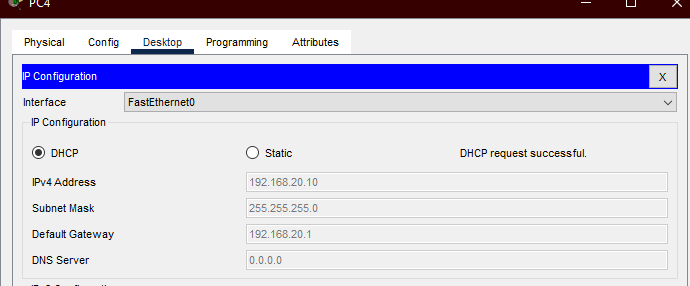 PC4
Physical Config Desktop Programming Attributes
IP Configuration X
Interface FastEthernet0
IP Configuration
DHCP Static DHCP request successful.
IPv4 Address 192.168.20.10
Subnet Mask 255.255.255.0
Default Gateway 192.168.20.1
DNS Server 0.0.0.0